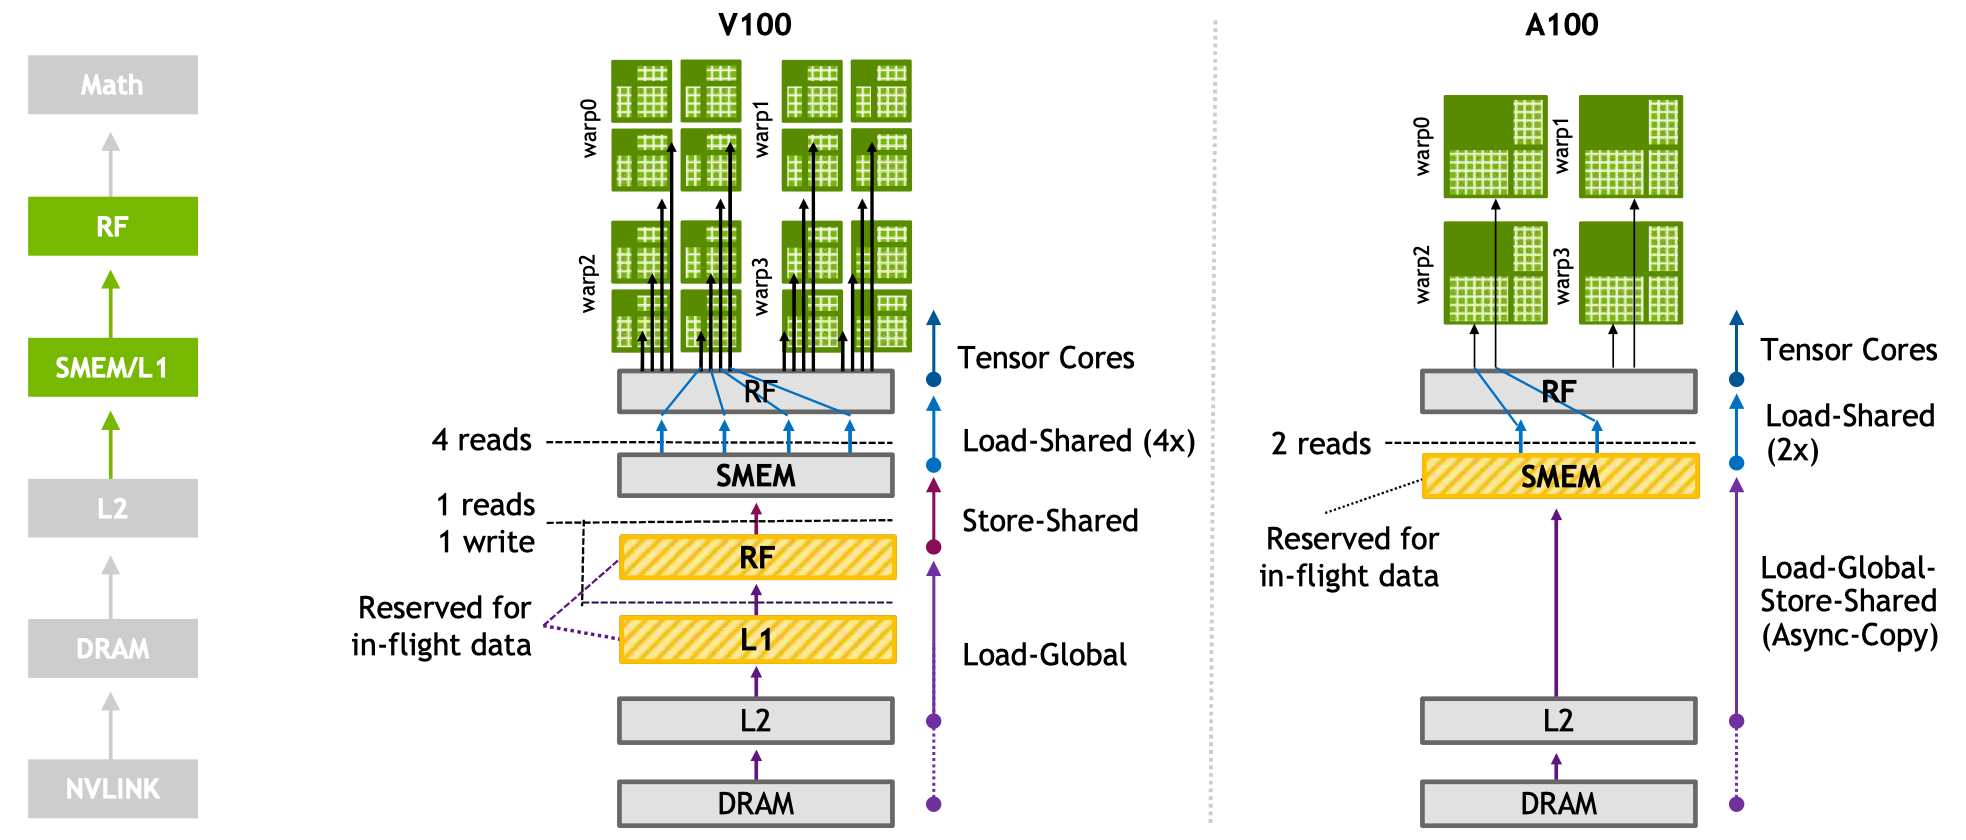 Math
RF
SMEM/L1
L2
DRAM
NVLINK
V100
warp0
warp1
warp2
warp3
Tensor Cores
RF
4 reads
Load-Shared (4x)
SMEM
1 reads
1 write
Store-Shared
RF
Reserved for
in-flight data
L1
Load-Global
L2
DRAM
A100
warp0
warp1
warp2
warp3
Tensor Cores
RF
2 reads
Load-Shared
(2x)
SMEM
Reserved for
in-flight data
Load-Global-
Store-Shared
(Async-Copy)
L2
DRAM